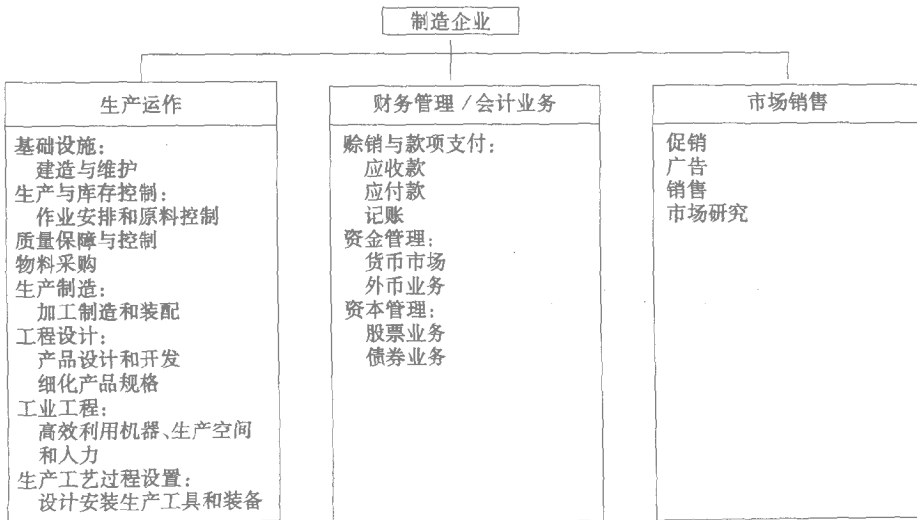 制造企业
生产运作
基础设施:
建造与维护
生产与库存控制:
作业安排和原料控制
质量保障与控制
物料采购
生产制造:
加工制造和装配
工程设计:
产品设计和开发
细化产品规格
工业工程:
高效利用机器、生产空间
和人力
生产工艺过程设置:
设计安装生产工具和装备
财务管理/会计业务
赊销与款项支付:
应收款
应付款
记账
资金管理:
货币市场
外币业务
资本管理:
股票业务
债券业务
市场销售
促销
广告
销售
市场研究